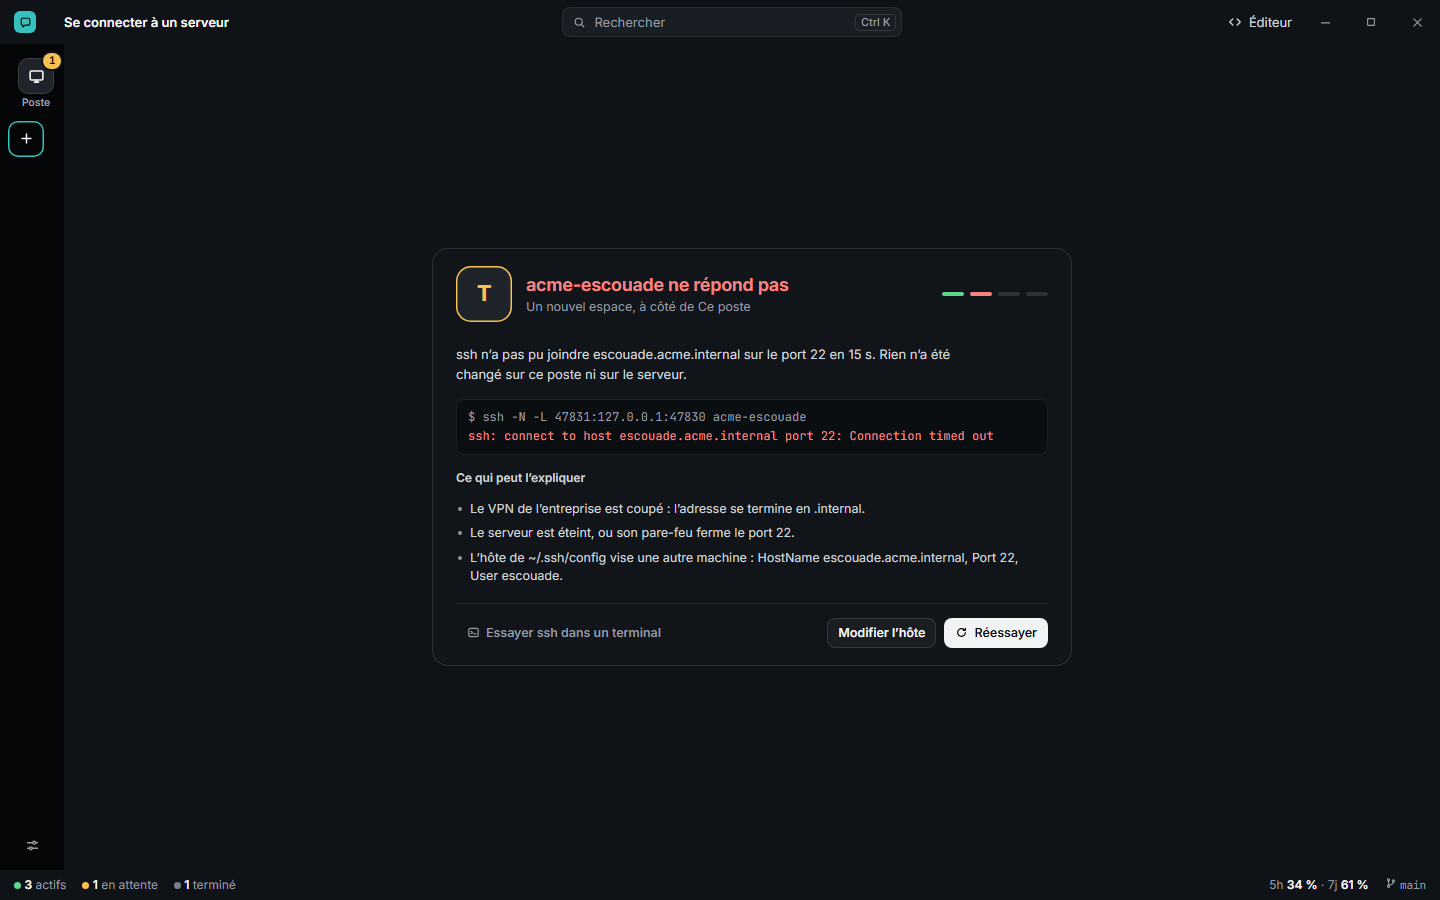 Se connecter à un serveur
Rechercher
Ctrl K
Éditeur
1
Poste
T
acme-escouade ne répond pas
Un nouvel espace, à côté de Ce poste
ssh n’a pas pu joindre escouade.acme.internal sur le port 22 en 15 s. Rien n’a été
changé sur ce poste ni sur le serveur.
$ ssh -N -L 47831:127.0.0.1:47830 acme-escouade
ssh: connect to host escouade.acme.internal port 22: Connection timed out
Ce qui peut l’expliquer
• Le VPN de l’entreprise est coupé : l’adresse se termine en .internal.
• Le serveur est éteint, ou son pare-feu ferme le port 22.
• L’hôte de ~/.ssh/config vise une autre machine : HostName escouade.acme.internal, Port 22,
User escouade.
Essayer ssh dans un terminal
Modifier l’hôte
Réessayer
3 actifs
1 en attente
1 terminé
5h 34 % · 7j 61 %
main